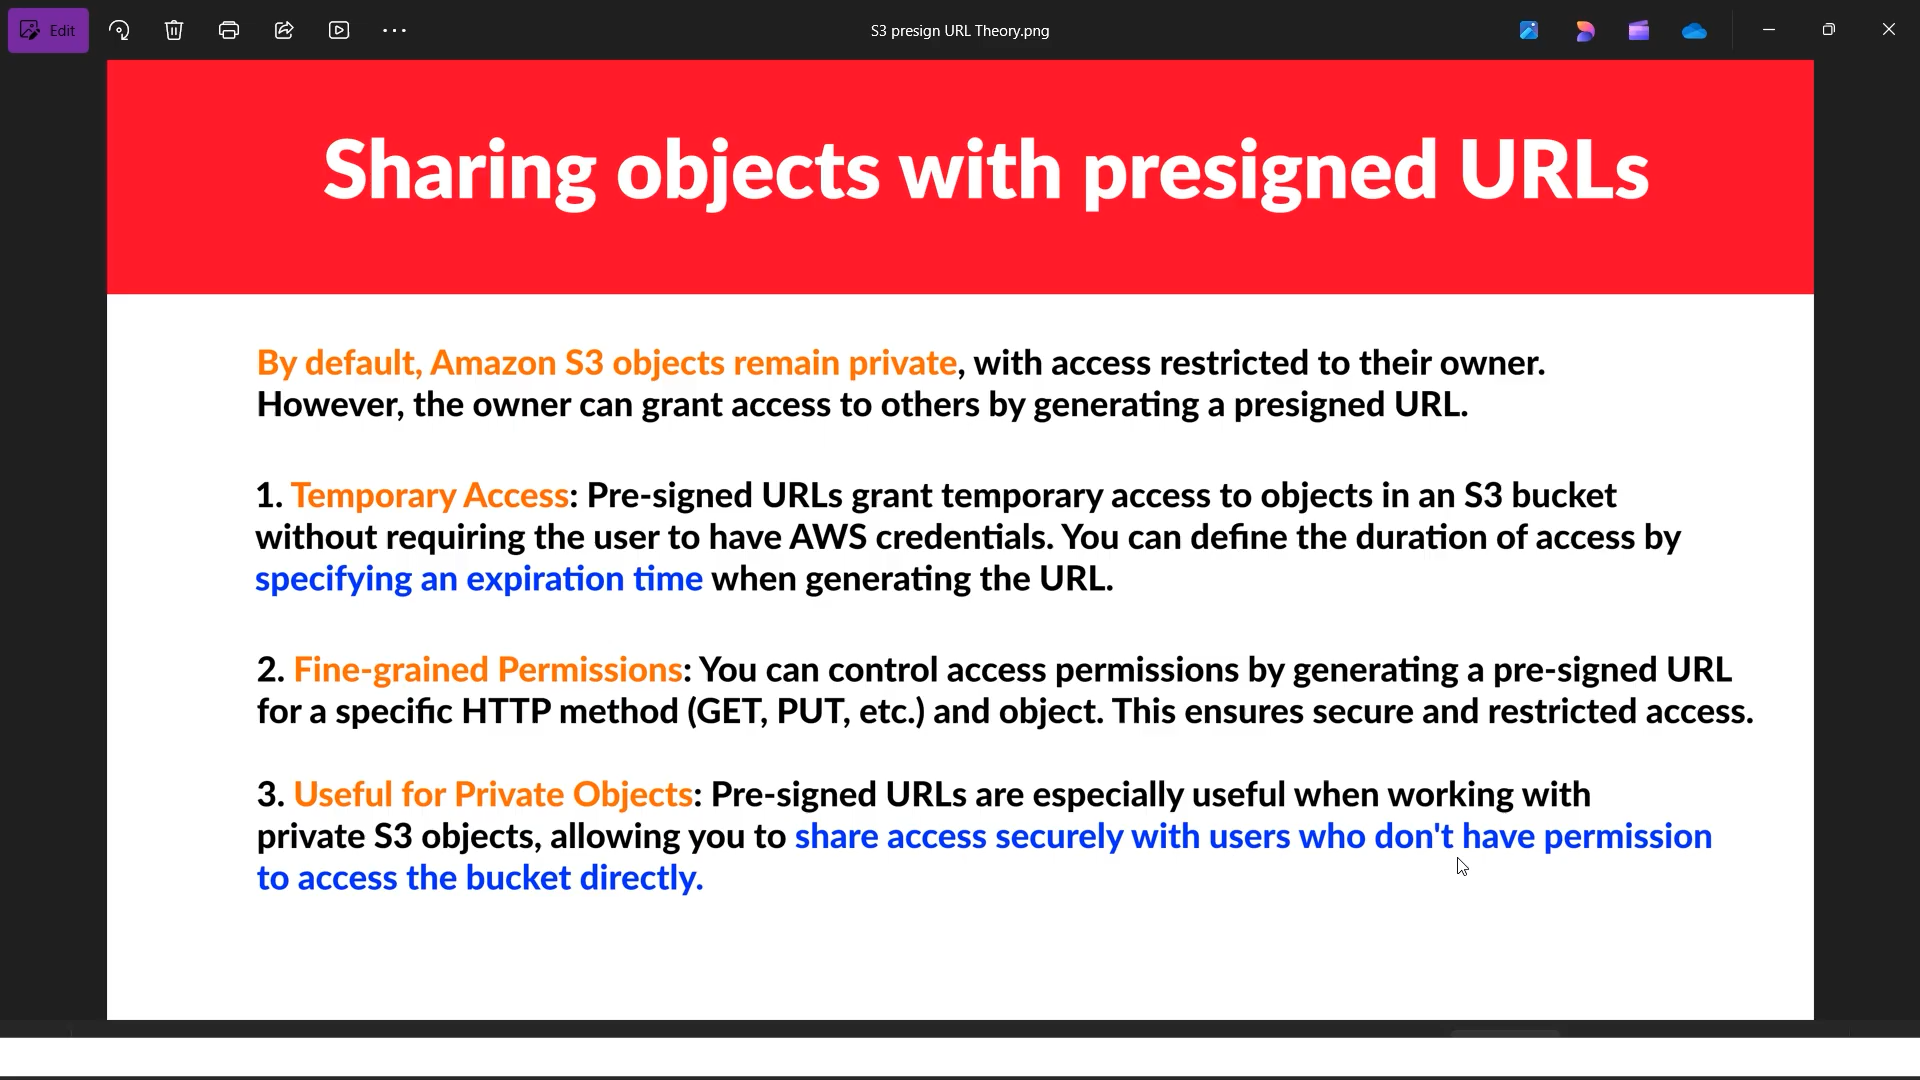 Edit
S3 presign URL Theory.png
Sharing objects with presigned URLs
By default, Amazon S3 objects remain private, with access restricted to their owner.
However, the owner can grant access to others by generating a presigned URL.
1. Temporary Access: Pre-signed URLs grant temporary access to objects in an S3 bucket
without requiring the user to have AWS credentials. You can define the duration of access by
specifying an expiration time when generating the URL.
2. Fine-grained Permissions: You can control access permissions by generating a pre-signed URL
for a specific HTTP method (GET, PUT, etc.) and object. This ensures secure and restricted access.
3. Useful for Private Objects: Pre-signed URLs are especially useful when working with
private S3 objects, allowing you to share access securely with users who don't have permission
to access the bucket directly.